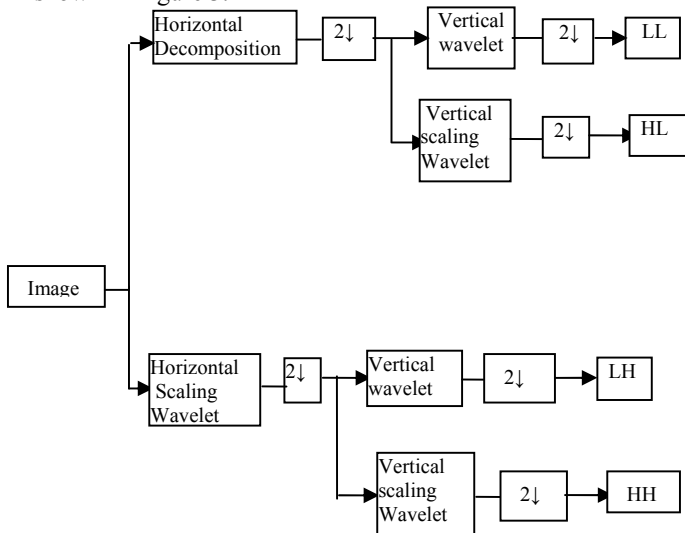 Horizontal
Decomposition
2↓
Vertical
wavelet
2↓
LL
Vertical
scaling
Wavelet
2↓
HL
Image
Horizontal
Scaling
Wavelet
2↓
Vertical
wavelet
2↓
LH
Vertical
scaling
Wavelet
2↓
HH